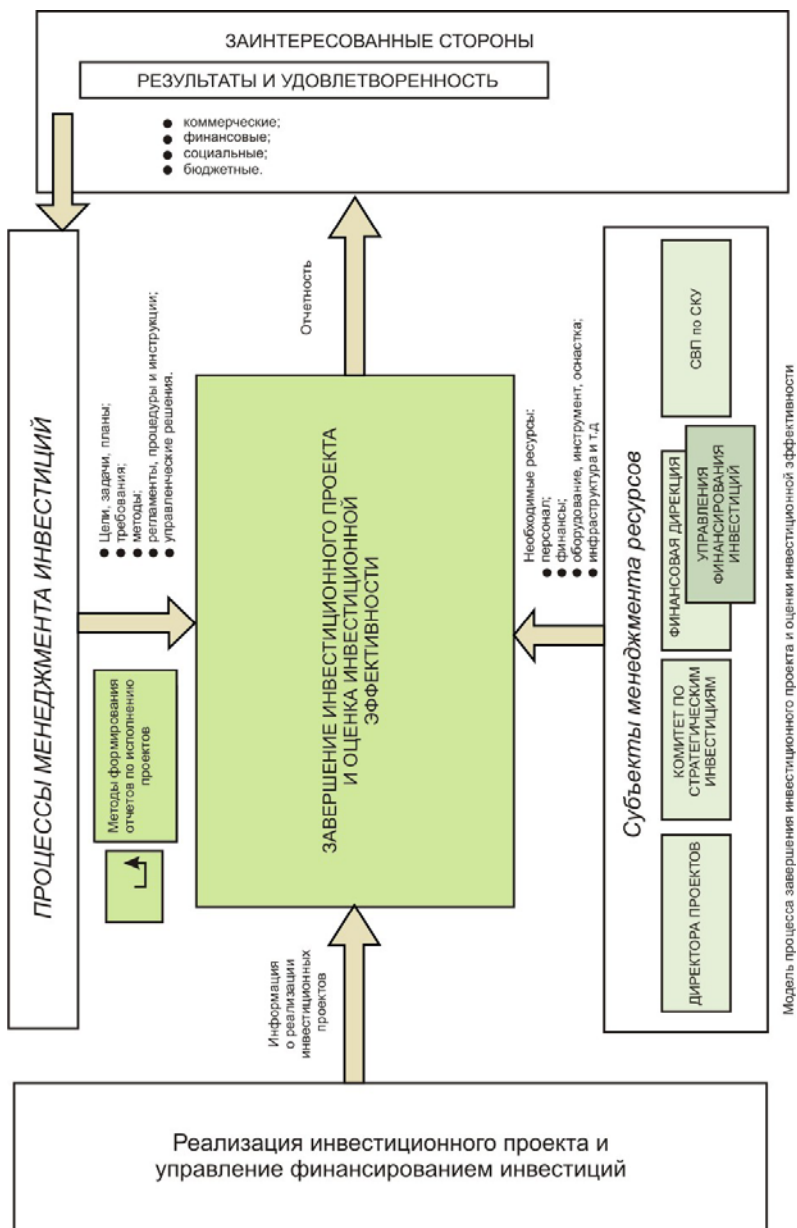 ЗАИНТЕРЕСОВАННЫЕ СТОРОНЫ
РЕЗУЛЬТАТЫ И УДОВЛЕТВОРЕННОСТЬ
● коммерческие;
● финансовые;
● социальные;
● бюджетные.
ПРОЦЕССЫ МЕНЕДЖМЕНТА ИНВЕСТИЦИЙ
● Цели, задачи, планы;
● требования;
● методы;
● регламенты, процедуры и инструкции;
● управленческие решения.
Методы формирования
отчетов по исполнению
проектов
Отчетность
ЗАВЕРШЕНИЕ ИНВЕСТИЦИОННОГО ПРОЕКТА
И ОЦЕНКА ИНВЕСТИЦИОННОЙ
ЭФФЕКТИВНОСТИ
Информация
о реализации
инвестиционных
проектов
Необходимые ресурсы:
● персонал;
● финансы;
● оборудование, инструмент, оснастка
● инфраструктура и т.д
Субъекты менеджмента ресурсов
ДИРЕКТОРА ПРОЕКТОВ
КОМИТЕТ ПО
СТРАТЕГИЧЕСКИМ
ИНВЕСТИЦИЯМ
ФИНАНСОВАЯ ДИРЕКЦИЯ
УПРАВЛЕНИЯ
ФИНАНСИРОВАНИЯ
ИНВЕСТИЦИЙ
СВП по СКУ
Реализация инвестиционного проекта и
управление финансированием инвестиций
Модель процесса завершения инвестиционного проекта и оценки инвестиционной эффективности